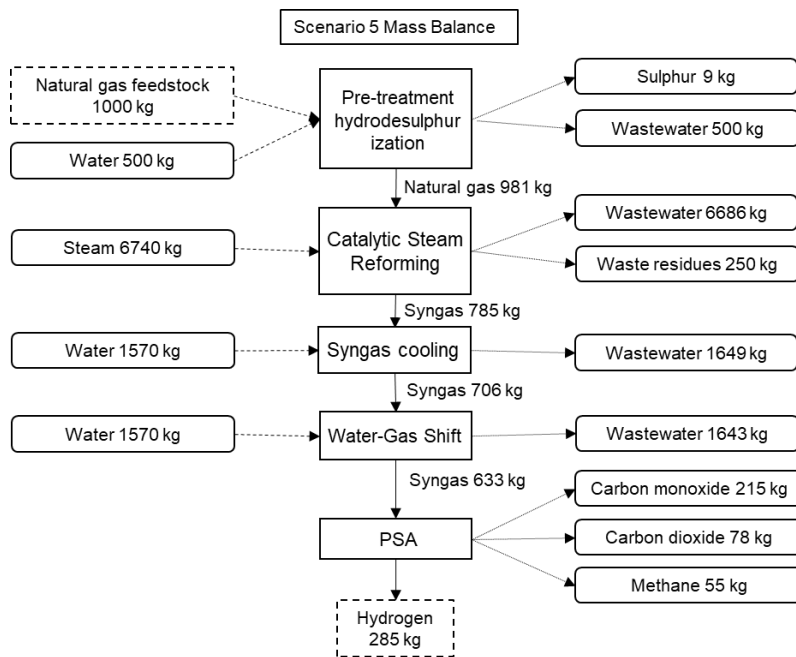 Scenario 5 Mass Balance
Natural gas feedstock
1000 kg
Water 500 kg
Pre-treatment
hydrodesulphur
ization
Sulphur 9 kg
Wastewater 500 kg
Natural gas 981 kg
Steam 6740 kg
Catalytic Steam
Reforming
Wastewater 6686 kg
Waste residues 250 kg
Syngas 785 kg
Water 1570 kg
Syngas cooling
Wastewater 1649 kg
Syngas 706 kg
Water 1570 kg
Water-Gas Shift
Wastewater 1643 kg
Syngas 633 kg
PSA
Carbon monoxide 215 kg
Carbon dioxide 78 kg
Methane 55 kg
Hydrogen
285 kg